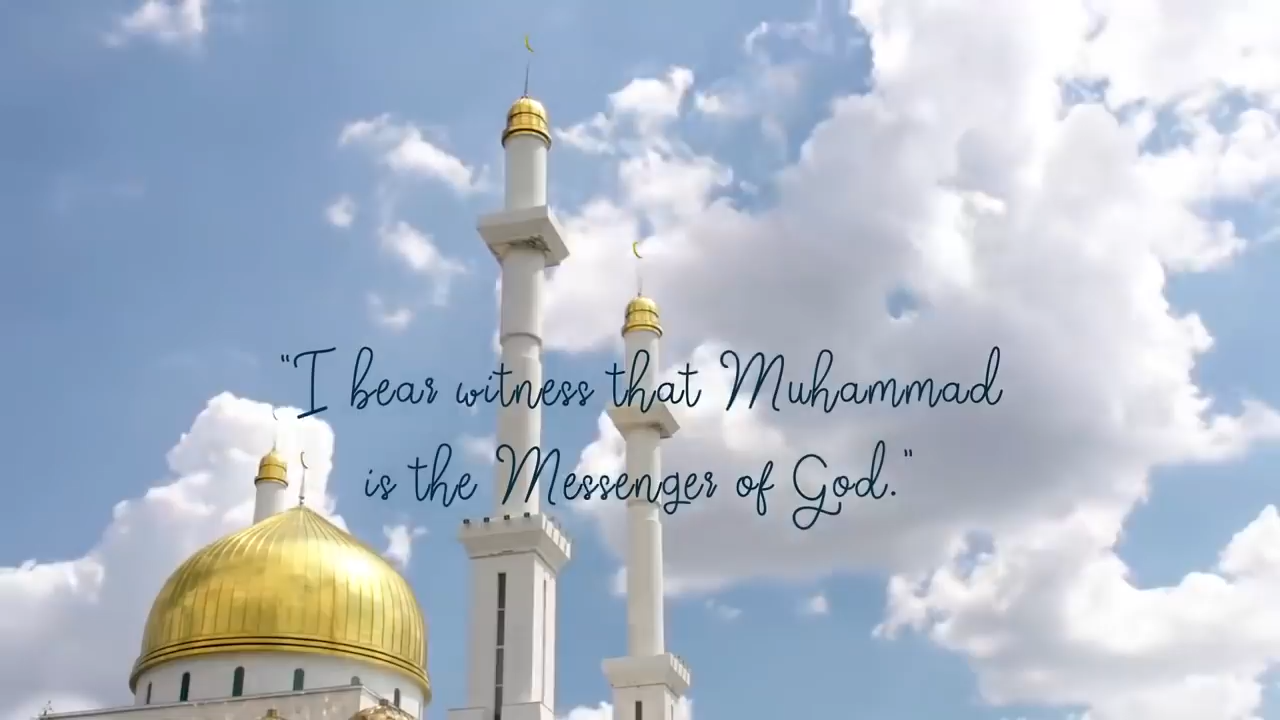 "I bear witness that Muhammad
is the Messenger of God."